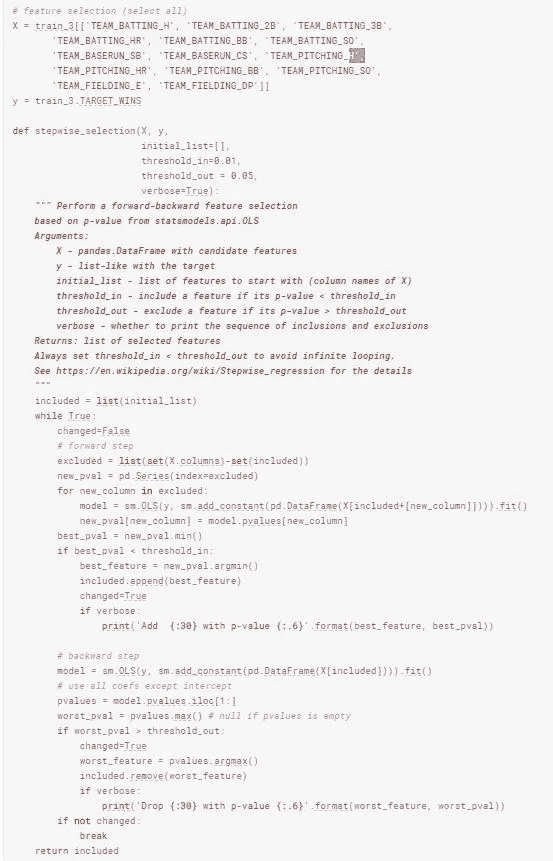 # feature selection (select all)
X = train_3[['TEAM_BATTING_H', 'TEAM_BATTING_2B', 'TEAM_BATTING_3B',
'TEAM_BATTING_HR', 'TEAM_BATTING_BB', 'TEAM_BATTING_SO',
'TEAM_BASERUN_SB', 'TEAM_BASERUN_CS', 'TEAM_PITCHING_H',
'TEAM_PITCHING_HR', 'TEAM_PITCHING_BB', 'TEAM_PITCHING_SO',
'TEAM_FIELDING_E', 'TEAM_FIELDING_DP']]
y = train_3.TARGET_WINS

def stepwise_selection(X, y,
initial_list=[],
threshold_in=0.01,
threshold_out = 0.05,
verbose=True):
""" Perform a forward-backward feature selection
based on p-value from statsmodels.api.OLS
Arguments:
X - pandas.DataFrame with candidate features
y - list-like with the target
initial_list - list of features to start with (column names of X)
threshold_in - include a feature if its p-value < threshold_in
threshold_out - exclude a feature if its p-value > threshold_out
verbose - whether to print the sequence of inclusions and exclusions
Returns: list of selected features
Always set threshold_in < threshold_out to avoid infinite looping.
See https://en.wikipedia.org/wiki/Stepwise_regression for the details
"""
included = list(initial_list)
while True:
changed=False
# forward step
excluded = list(set(X.columns)-set(included))
new_pval = pd.Series(index=excluded)
for new_column in excluded:
model = sm.OLS(y, sm.add_constant(pd.DataFrame(X[included+[new_column]]))).fit()
new_pval[new_column] = model.pvalues[new_column]
best_pval = new_pval.min()
if best_pval < threshold_in:
best_feature = new_pval.argmin()
included.append(best_feature)
changed=True
if verbose:
print('Add  {:30} with p-value {:.6}'.format(best_feature, best_pval))

# backward step
model = sm.OLS(y, sm.add_constant(pd.DataFrame(X[included]))).fit()
# use all coefs except intercept
pvalues = model.pvalues.iloc[1:]
worst_pval = pvalues.max() # null if pvalues is empty
if worst_pval > threshold_out:
changed=True
worst_feature = pvalues.argmax()
included.remove(worst_feature)
if verbose:
print('Drop {:30} with p-value {:.6}'.format(worst_feature, worst_pval))
if not changed:
break
return included